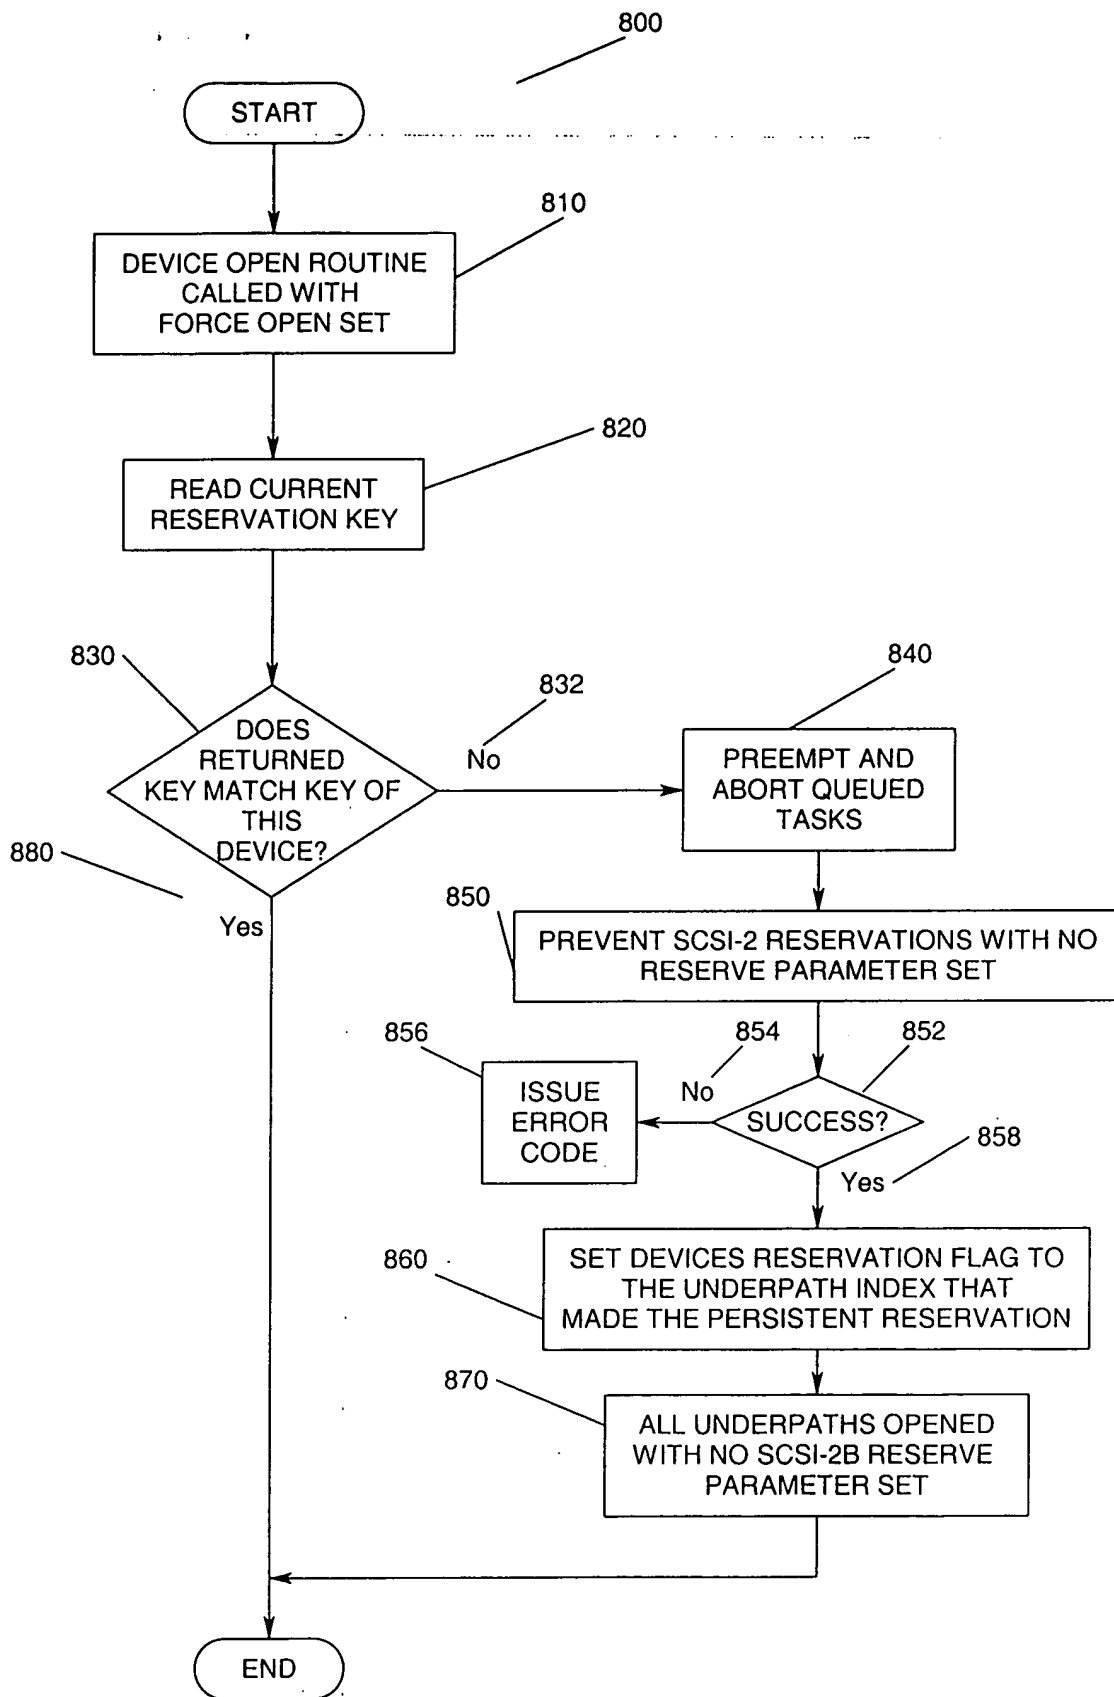 800
START
810
DEVICE OPEN ROUTINE
CALLED WITH
FORCE OPEN SET
820
READ CURRENT
RESERVATION KEY
830
DOES
RETURNED
KEY MATCH KEY OF
THIS
DEVICE?
832
No
840
PREEMPT AND
ABORT QUEUED
TASKS
880
Yes
850
PREVENT SCSI-2 RESERVATIONS WITH NO
RESERVE PARAMETER SET
856
ISSUE
ERROR
CODE
854
No
852
SUCCESS?
858
Yes
860
SET DEVICES RESERVATION FLAG TO
THE UNDERPATH INDEX THAT
MADE THE PERSISTENT RESERVATION
870
ALL UNDERPATHS OPENED
WITH NO SCSI-2B RESERVE
PARAMETER SET
END